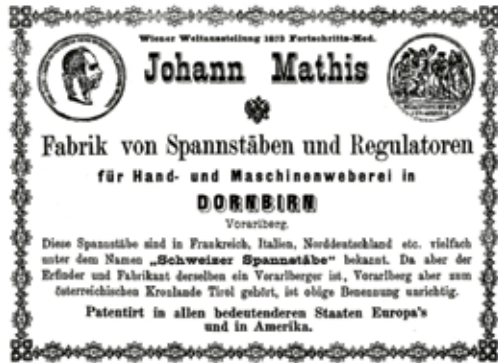 Wiener Weltausstellung 1873 Fortschritts-Med.
Johann Mathis
Fabrik von Spannstäben und Regulatoren
für Hand- und Maschinenweberei in
DORNBIRN
Vorarlberg.
Diese Spannstäbe sind in Frankreich, Italien, Norddeutschland etc. vielfach
unter dem Namen „Schweizer Spannstäbe“ bekannt. Da aber der
Erfinder und Fabrikant derselben ein Vorarlberger ist, Vorarlberg aber zum
österreichischen Kronlande Tirol gehört, ist obige Benennung unrichtig.
Patentirt in allen bedeutenderen Staaten Europa's
und in Amerika.